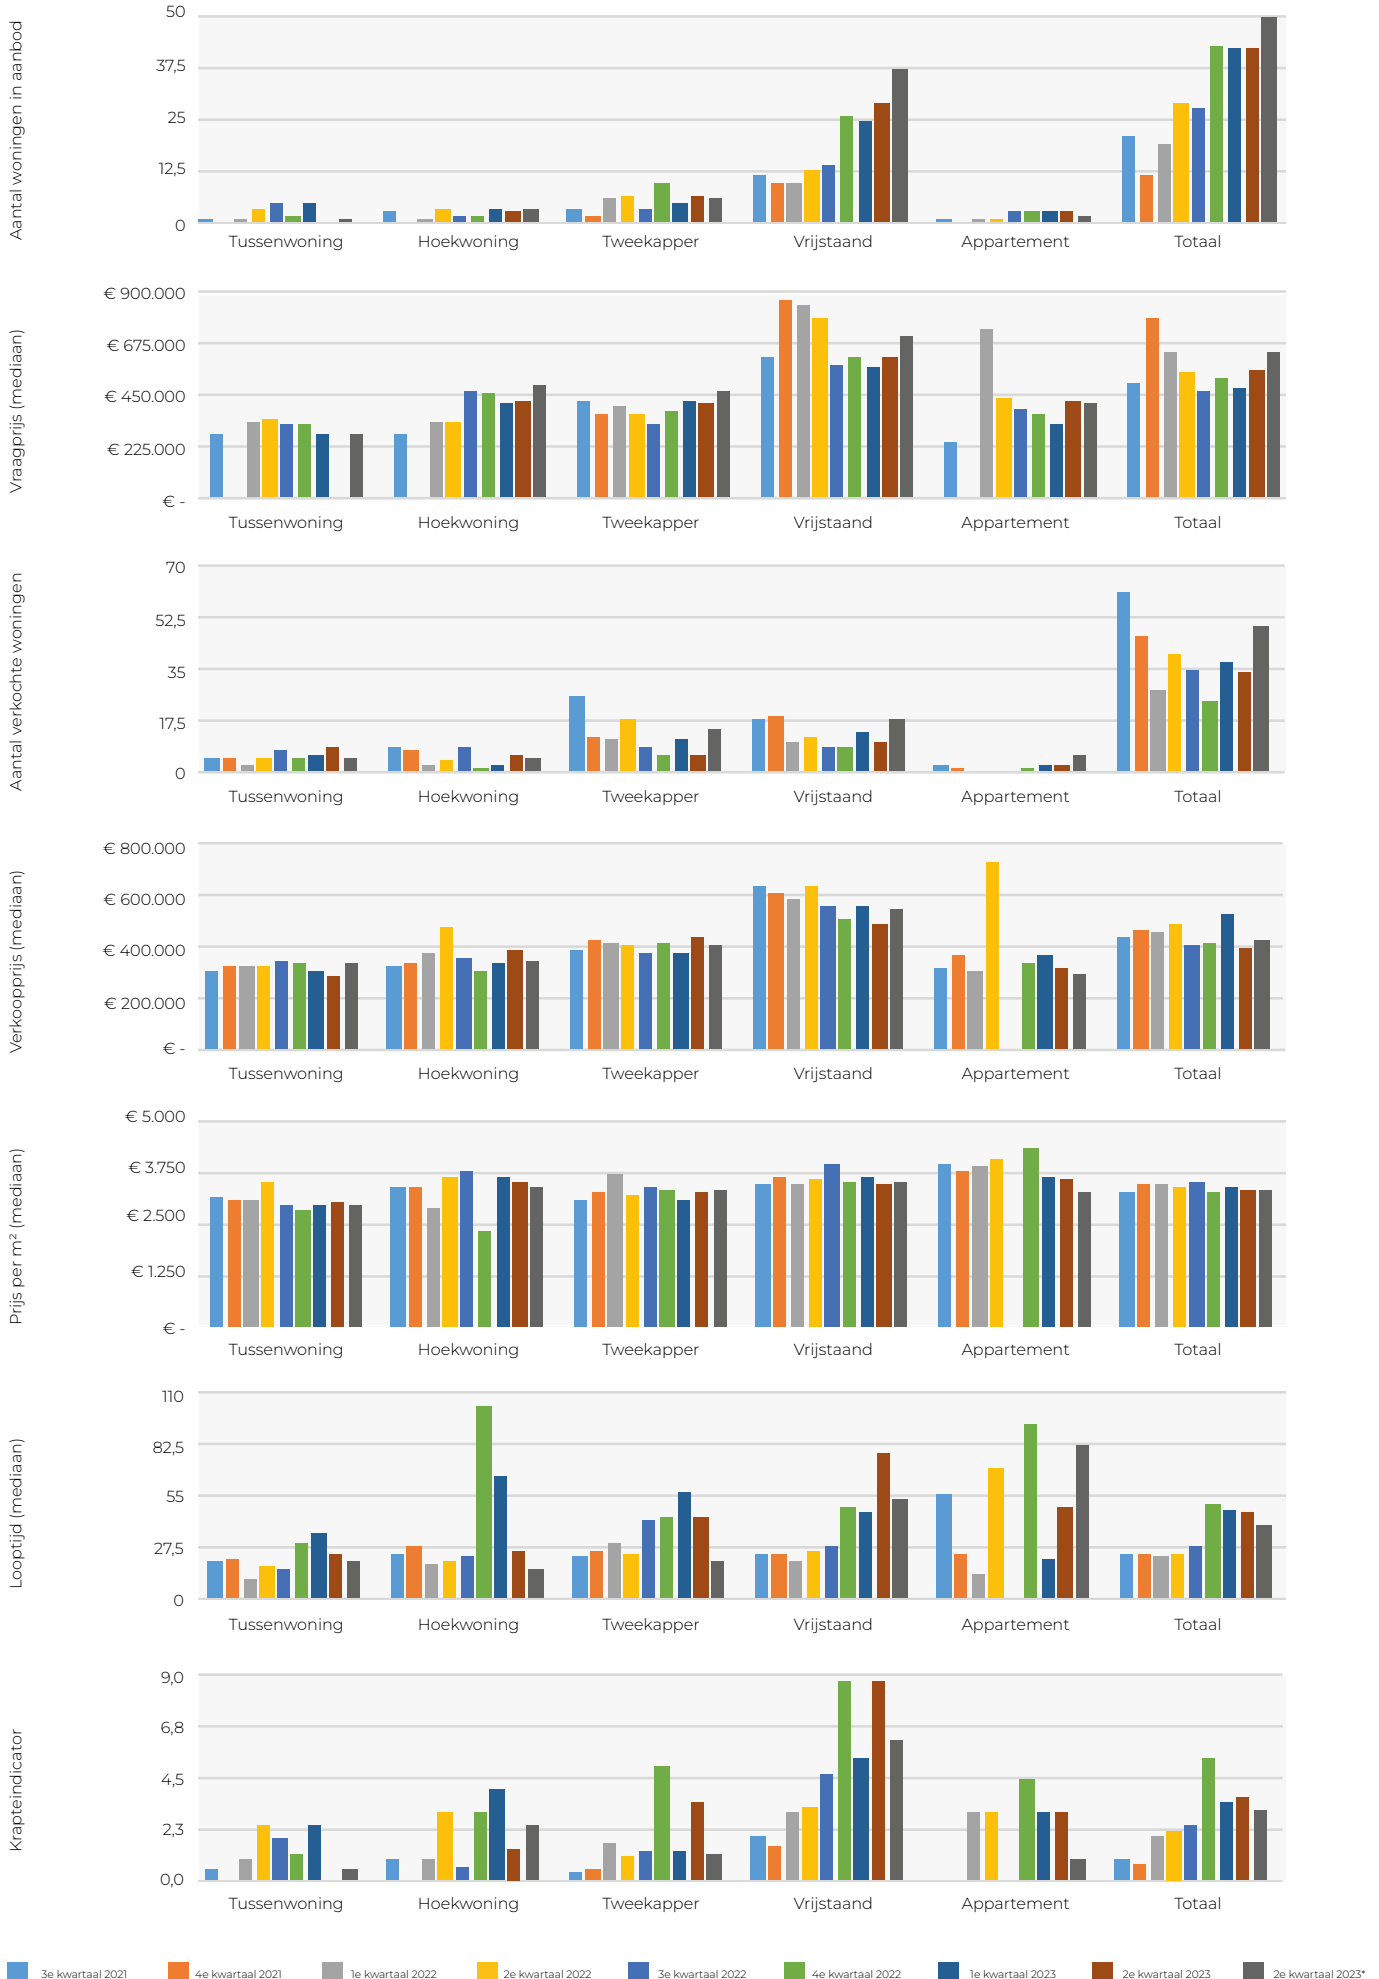 Aantal woningen in aanbod
50
37,5
25
12,5
0
Tussenwoning Hoekwoning Tweekapper Vrijstaand Appartement Totaal
Vraagprijs (mediaan)
€ 900.000
€ 675.000
€ 450.000
€ 225.000
€ -
Tussenwoning Hoekwoning Tweekapper Vrijstaand Appartement Totaal
Aantal verkochte woningen
70
52,5
35
17,5
0
Tussenwoning Hoekwoning Tweekapper Vrijstaand Appartement Totaal
Verkoopprijs (mediaan)
€ 800.000
€ 600.000
€ 400.000
€ 200.000
€ -
Tussenwoning Hoekwoning Tweekapper Vrijstaand Appartement Totaal
Prijs per m² (mediaan)
€ 5.000
€ 3.750
€ 2.500
€ 1.250
€ -
Tussenwoning Hoekwoning Tweekapper Vrijstaand Appartement Totaal
Looptijd (mediaan)
110
82,5
55
27,5
0
Tussenwoning Hoekwoning Tweekapper Vrijstaand Appartement Totaal
Krapteindicator
9,0
6,8
4,5
2,3
0,0
Tussenwoning Hoekwoning Tweekapper Vrijstaand Appartement Totaal
3e kwartaal 2021 4e kwartaal 2021 1e kwartaal 2022 2e kwartaal 2022 3e kwartaal 2022 4e kwartaal 2022 1e kwartaal 2023 2e kwartaal 2023 2e kwartaal 2023*